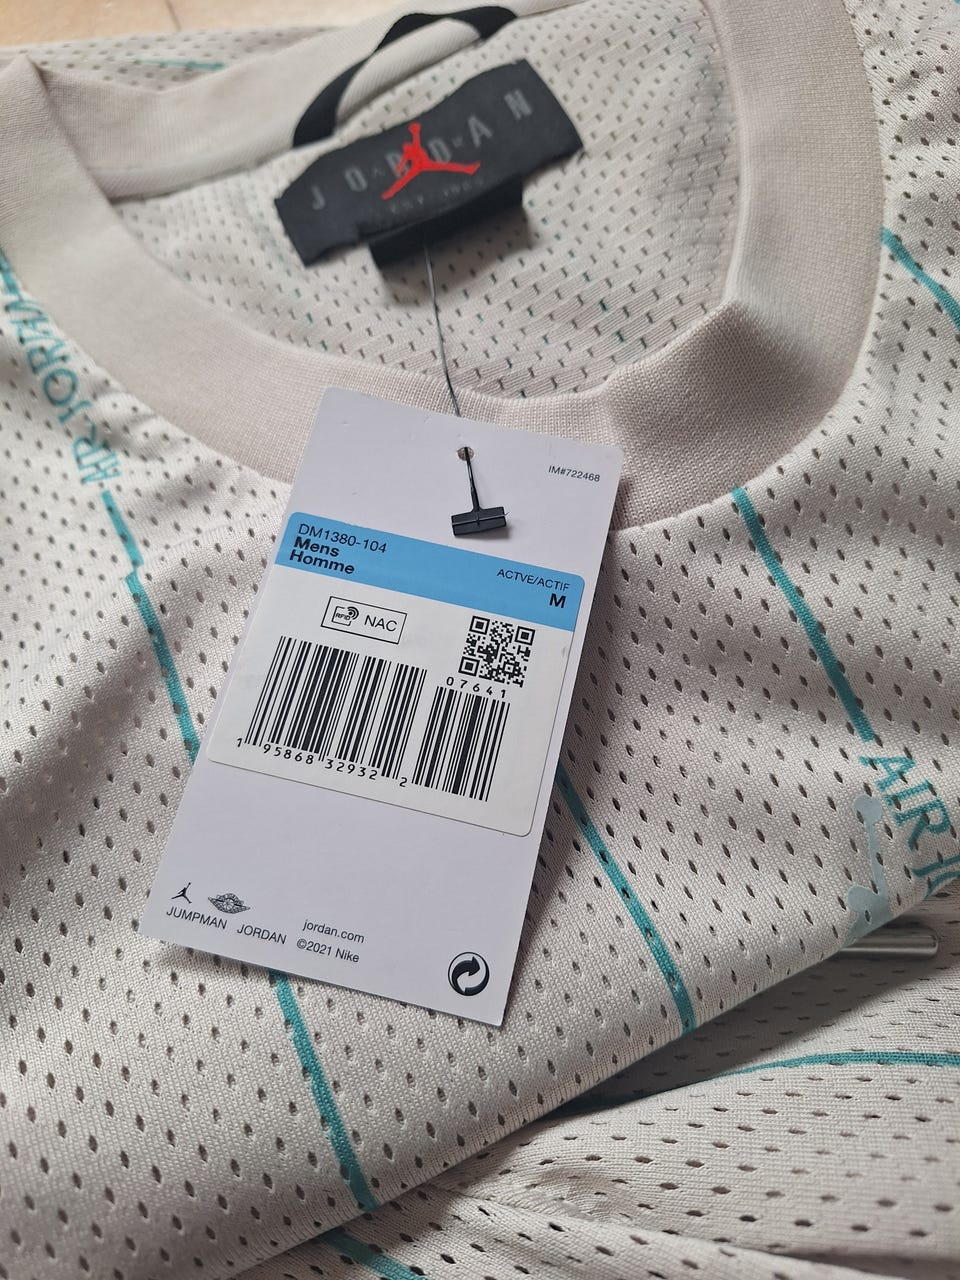 JORDAN
AIR JORDAN
IM#722468
DM1380-104
Mens
Homme
ACTVE/ACTIF
M
RFID
NAC
07641
1 95868 32932 2
JUMPMAN
JORDAN
jordan.com
©2021 Nike
AIR